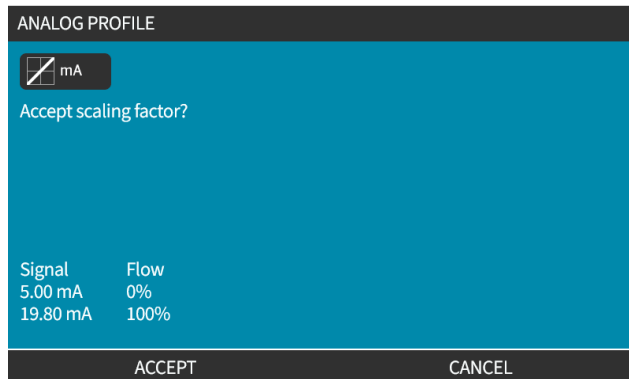 ANALOG PROFILE
mA
Accept scaling factor?
Signal Flow
5.00 mA 0%
19.80 mA 100%
ACCEPT CANCEL